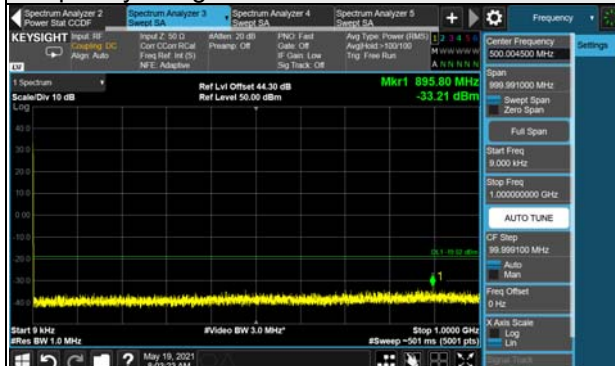 Spectrum Analyzer 2
Power Stat CCDF
Spectrum Analyzer 3
Swept SA
Spectrum Analyzer 4
Swept SA
Spectrum Analyzer 5
Swept SA
+
Frequency
KEYSIGHT
Input: RF
Coupling: DC
Align: Auto
Input Z: 50 Ω
Corr CCorr RCal
Freq Ref: Int (S)
NFE: Adaptive
#Atten: 20 dB
Preamp: Off
PNO: Fast
Gate: Off
IF Gain: Low
Sig Track: Off
Avg Type: Power (RMS)
Avg|Hold:>100/100
Trig: Free Run
1 2 3 4 5 6
M W W W W W
A N N N N N
LXI
1 Spectrum
Scale/Div 10 dB
Log
Ref Lvl Offset 44.30 dB
Ref Level 50.00 dBm
Mkr1 895.80 MHz
-33.21 dBm
40.0
30.0
20.0
10.0
0.00
-10.0
-20.0
-30.0
-40.0
1
Start 9 kHz
#Res BW 1.0 MHz
#Video BW 3.0 MHz*
Stop 1.0000 GHz
#Sweep ~501 ms (5001 pts)
May 19, 2021
Center Frequency
500.004500 MHz
Settings
Span
999.991000 MHz
Swept Span
Zero Span
Full Span
Start Freq
9.000 kHz
Stop Freq
1.000000000 GHz
AUTO TUNE
CF Step
99.999100 MHz
Auto
Man
Freq Offset
0 Hz
X Axis Scale
Log
Lin
Signal Track